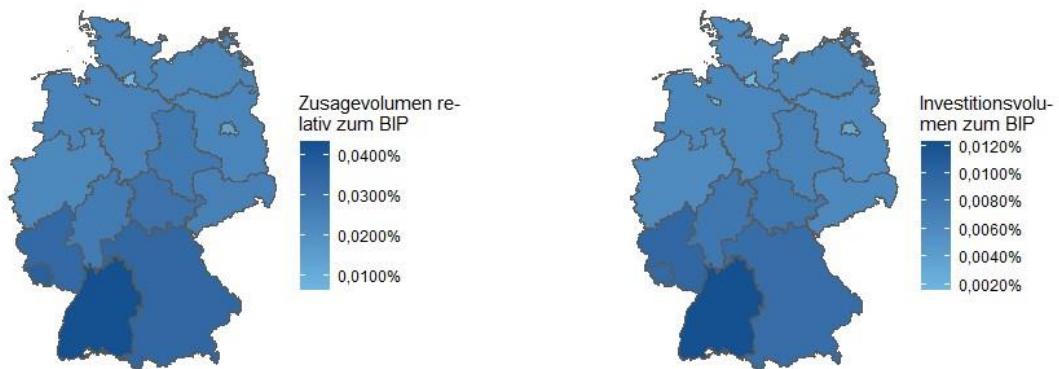 Zusagevolumen re-
lativ zum BIP
0,0400%
0,0300%
0,0200%
0,0100%
Investitionsvolu-
men zum BIP
0,0120%
0,0100%
0,0080%
0,0060%
0,0040%
0,0020%